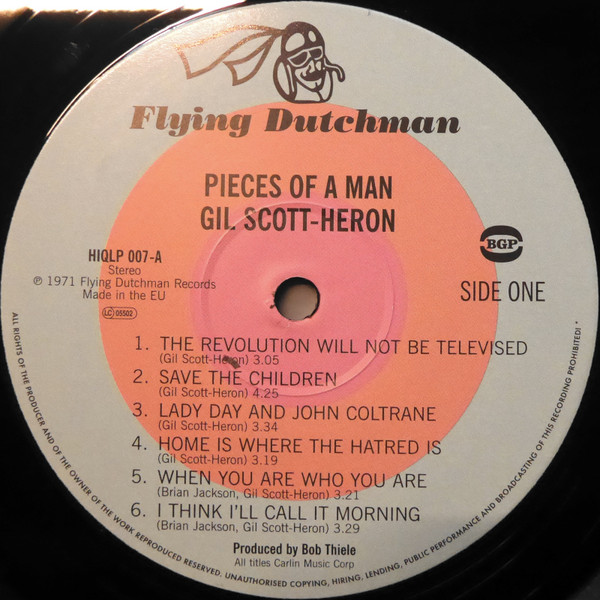 Flying Dutchman
PIECES OF A MAN
GIL SCOTT-HERON
BGP
HIQLP 007-A
Stereo
℗ 1971 Flying Dutchman Records
Made in the EU
LC 05502
SIDE ONE
1. THE REVOLUTION WILL NOT BE TELEVISED
(Gil Scott-Heron) 3.05
2. SAVE THE CHILDREN
(Gil Scott-Heron) 4.25
3. LADY DAY AND JOHN COLTRANE
(Gil Scott-Heron) 3.34
4. HOME IS WHERE THE HATRED IS
(Gil Scott-Heron) 3.19
5. WHEN YOU ARE WHO YOU ARE
(Brian Jackson, Gil Scott-Heron) 3.21
6. I THINK I'LL CALL IT MORNING
(Brian Jackson, Gil Scott-Heron) 3.29
Produced by Bob Thiele
All titles Carlin Music Corp
ALL RIGHTS OF THE PRODUCER AND OF THE OWNER OF THE WORK REPRODUCED RESERVED. UNAUTHORISED COPYING, HIRING, LENDING, PUBLIC PERFORMANCE AND BROADCASTING OF THIS RECORDING PROHIBITED! •